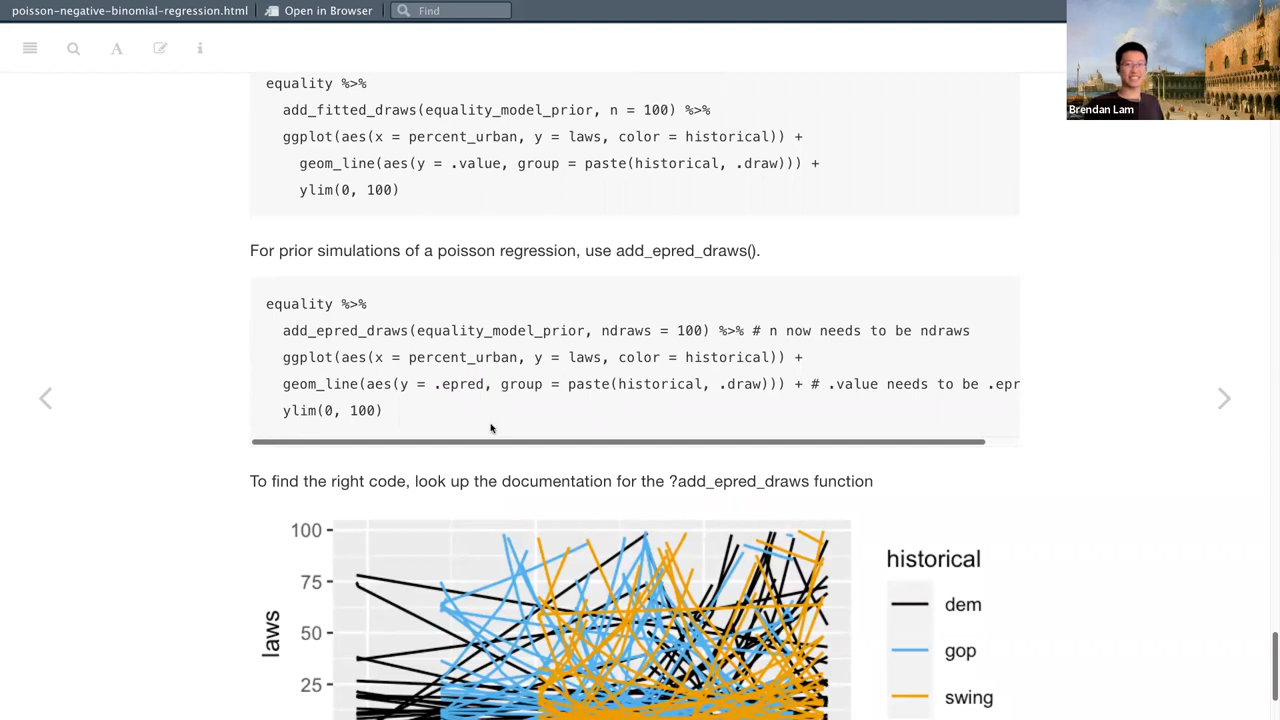 poisson-negative-binomial-regression.html
Open in Browser
Find
Brendan Lam
equality %>%
add_fitted_draws(equality_model_prior, n = 100) %>%
ggplot(aes(x = percent_urban, y = laws, color = historical)) +
geom_line(aes(y = .value, group = paste(historical, .draw))) +
ylim(0, 100)
For prior simulations of a poisson regression, use add_epred_draws().
equality %>%
add_epred_draws(equality_model_prior, ndraws = 100) %>% # n now needs to be ndraws
ggplot(aes(x = percent_urban, y = laws, color = historical)) +
geom_line(aes(y = .epred, group = paste(historical, .draw))) + # .value needs to be .epr
ylim(0, 100)
To find the right code, look up the documentation for the ?add_epred_draws function
100
75
50
25
laws
historical
dem
gop
swing